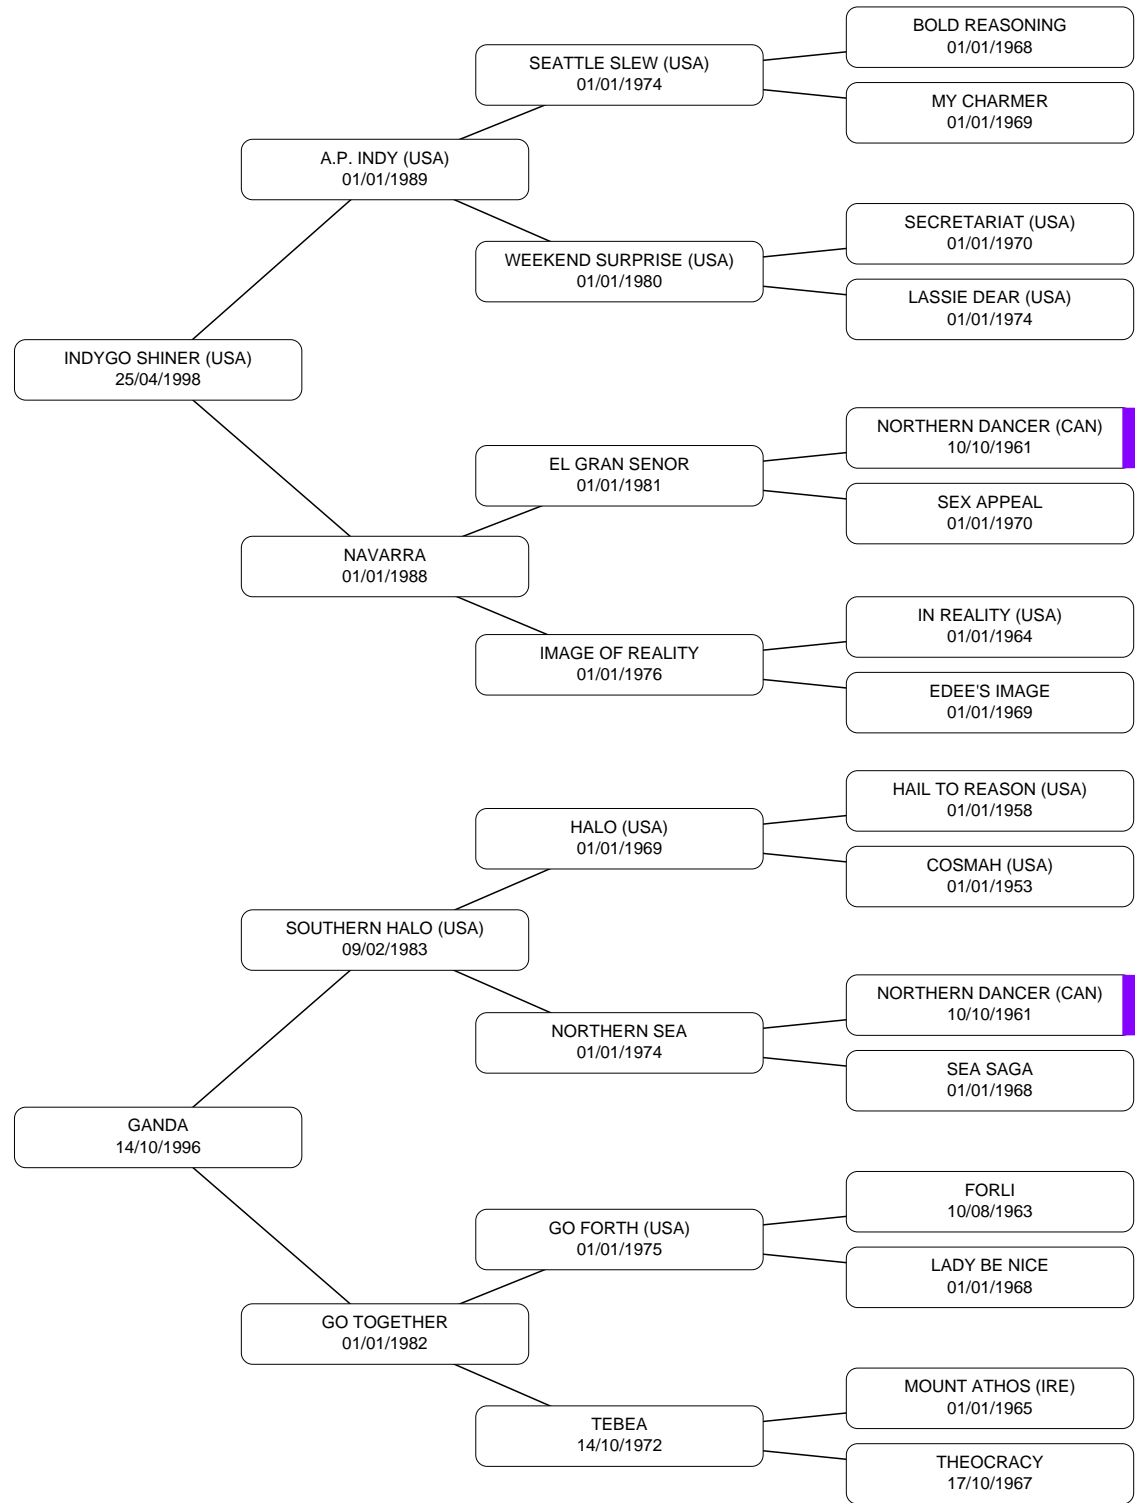 BOLD REASONING
01/01/1968
SEATTLE SLEW (USA)
01/01/1974
MY CHARMER
01/01/1969
A.P. INDY (USA)
01/01/1989
SECRETARIAT (USA)
01/01/1970
WEEKEND SURPRISE (USA)
01/01/1980
LASSIE DEAR (USA)
01/01/1974
INDYGO SHINER (USA)
25/04/1998
NORTHERN DANCER (CAN)
10/10/1961
EL GRAN SENOR
01/01/1981
SEX APPEAL
01/01/1970
NAVARRA
01/01/1988
IN REALITY (USA)
01/01/1964
IMAGE OF REALITY
01/01/1976
EDEE'S IMAGE
01/01/1969
HAIL TO REASON (USA)
01/01/1958
HALO (USA)
01/01/1969
COSMAH (USA)
01/01/1953
SOUTHERN HALO (USA)
09/02/1983
NORTHERN DANCER (CAN)
10/10/1961
NORTHERN SEA
01/01/1974
SEA SAGA
01/01/1968
GANDA
14/10/1996
FORLI
10/08/1963
GO FORTH (USA)
01/01/1975
LADY BE NICE
01/01/1968
GO TOGETHER
01/01/1982
MOUNT ATHOS (IRE)
01/01/1965
TEBEA
14/10/1972
THEOCRACY
17/10/1967